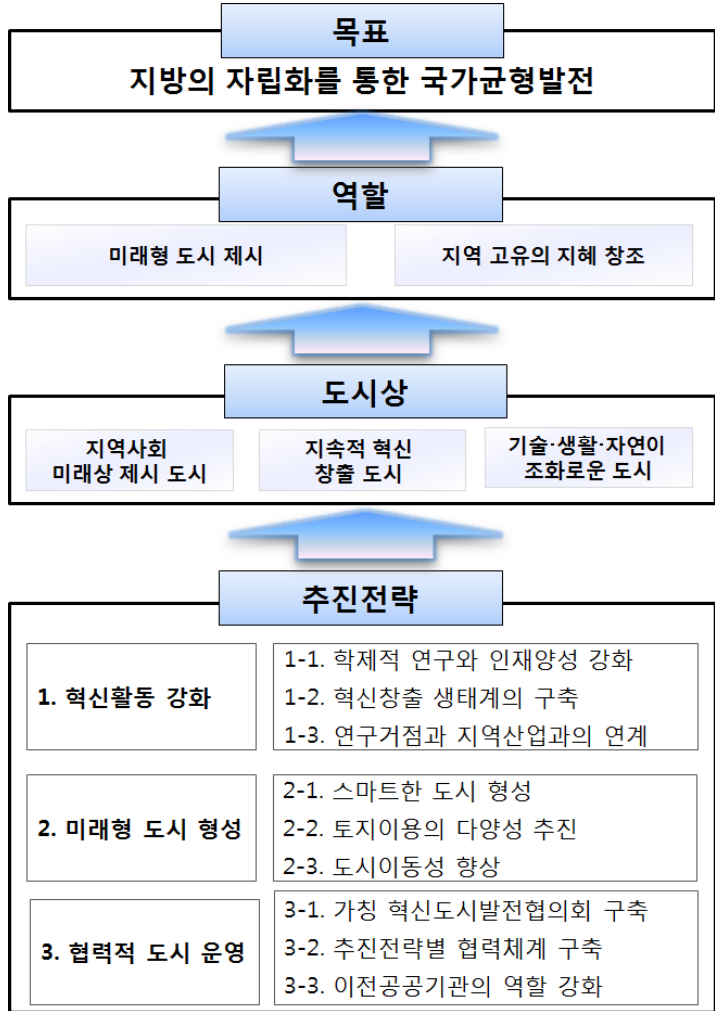 목표
지방의 자립화를 통한 국가균형발전
역할
미래형 도시 제시
지역 고유의 지혜 창조
도시상
지역사회
미래상 제시 도시
지속적 혁신
창출 도시
기술·생활·자연이
조화로운 도시
추진전략
1. 혁신활동 강화
1-1. 학제적 연구와 인재양성 강화
1-2. 혁신창출 생태계의 구축
1-3. 연구거점과 지역산업과의 연계
2. 미래형 도시 형성
2-1. 스마트한 도시 형성
2-2. 토지이용의 다양성 추진
2-3. 도시이동성 향상
3. 협력적 도시 운영
3-1. 가칭 혁신도시발전협의회 구축
3-2. 추진전략별 협력체계 구축
3-3. 이전공공기관의 역할 강화